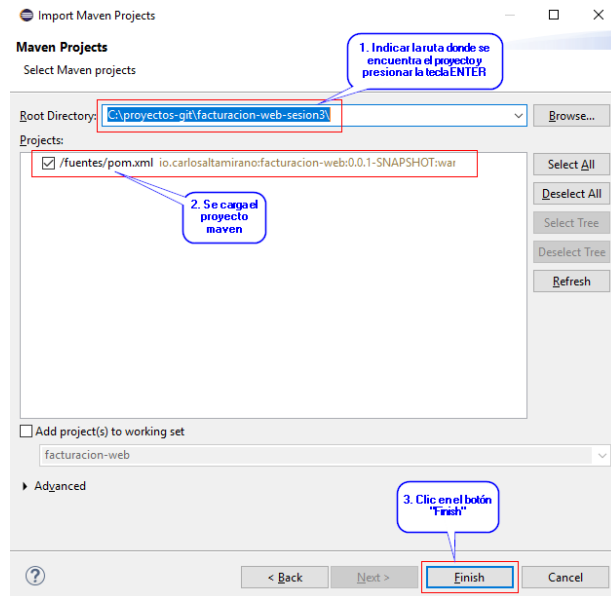 Import Maven Projects
Maven Projects
Select Maven projects
1. Indicar la ruta donde se
encuentra el proyecto y
presionar la tecla ENTER
Root Directory: C:\proyectos-git\facturacion-web-sesion3\
Browse...
Projects:
/fuentes/pom.xml io.carlosaltamirano:facturacion-web:0.0.1-SNAPSHOT:war
Select All
Deselect All
Select Tree
Deselect Tree
Refresh
2. Se carga el
proyecto
maven
Add project(s) to working set
facturacion-web
Advanced
3. Clic en el botón
"Finish"
?
< Back
Next >
Finish
Cancel